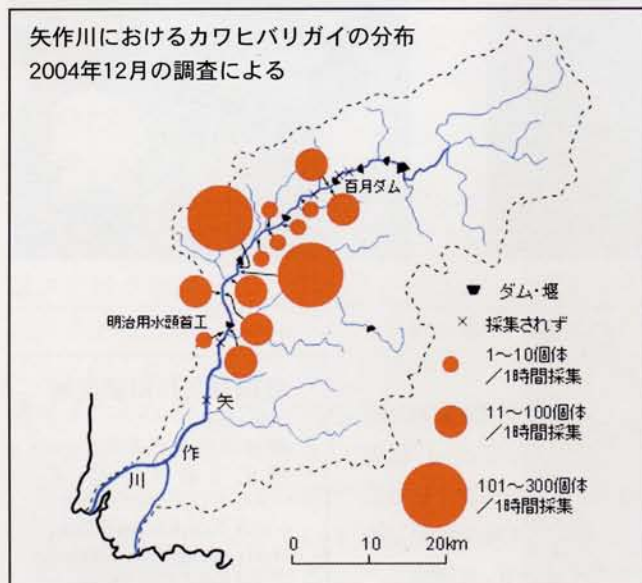 矢作川におけるカワヒバリガイの分布
2004年12月の調査による
百月ダム
明治用水頭首工
矢
作
川
ダム・堰
× 採集されず
1〜10個体
/1時間採集
11〜100個体
/1時間採集
101〜300個体
/1時間採集
0 10 20km